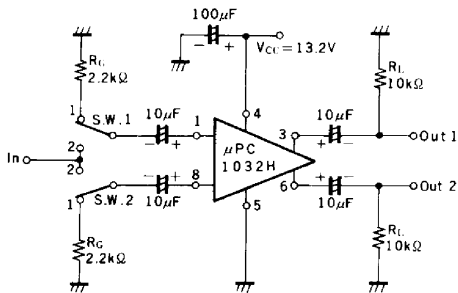 100μF
− +
VCC=13.2V
RG
2.2kΩ
RL
10kΩ
1
S.W.1
10μF
1
4
10μF
− +
3
+ −
Out 1
2
In
μPC
1032H
2
− +
8
6
+ −
Out 2
1
S.W.2
10μF
5
10μF
RG
2.2kΩ
RL
10kΩ